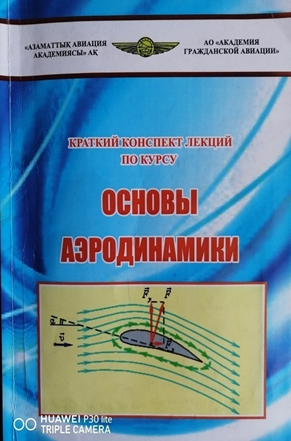 «АЗАМАТТЫҚ АВИАЦИЯ АКАДЕМИЯСЫ» АҚ
АО «АКАДЕМИЯ ГРАЖДАНСКОЙ АВИАЦИИ»
КРАТКИЙ КОНСПЕКТ ЛЕКЦИЙ
ПО КУРСУ
ОСНОВЫ
АЭРОДИНАМИКИ
HUAWEI P30 lite
TRIPLE CAMERA